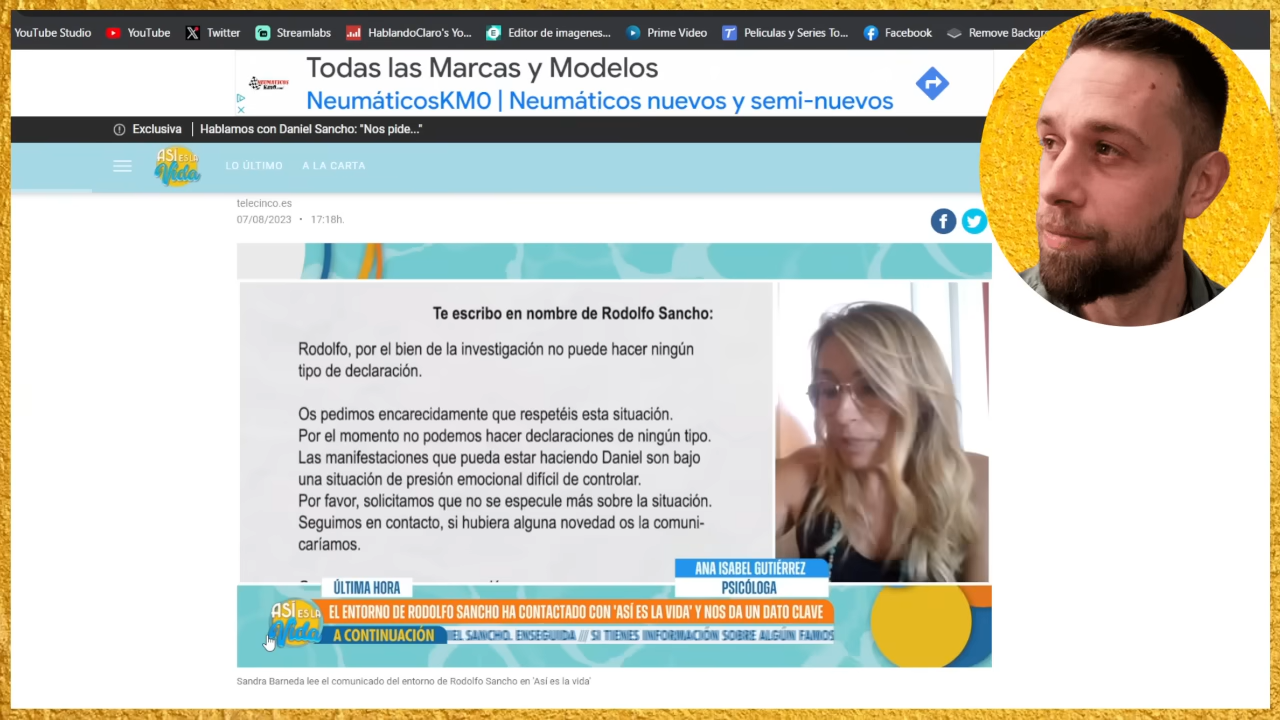 YouTube Studio YouTube Twitter Streamlabs HablandoClaro's Yo... Editor de imagenes... Prime Video Peliculas y Series To... Facebook Remove Backgr
Todas las Marcas y Modelos
NeumáticosKM0 | Neumáticos nuevos y semi-nuevos
Exclusiva | Hablamos con Daniel Sancho: "Nos pide..."
ASÍ ES LA Vida LO ÚLTIMO A LA CARTA
telecinco.es
07/08/2023 • 17:18h.
Te escribo en nombre de Rodolfo Sancho:
Rodolfo, por el bien de la investigación no puede hacer ningún
tipo de declaración.
Os pedimos encarecidamente que respetéis esta situación.
Por el momento no podemos hacer declaraciones de ningún tipo.
Las manifestaciones que pueda estar haciendo Daniel son bajo
una situación de presión emocional difícil de controlar.
Por favor, solicitamos que no se especule más sobre la situación.
Seguimos en contacto, si hubiera alguna novedad os la comuni-
caríamos.
ANA ISABEL GUTIÉRREZ
PSICÓLOGA
ÚLTIMA HORA
ASÍ ES LA Vida
EL ENTORNO DE RODOLFO SANCHO HA CONTACTADO CON 'ASÍ ES LA VIDA' Y NOS DA UN DATO CLAVE
A CONTINUACIÓN IEL SANCHO. ENSEGUIDA /// SI TIENES INFORMACIÓN SOBRE ALGÚN FAMOS
Sandra Barneda lee el comunicado del entorno de Rodolfo Sancho en 'Así es la vida'